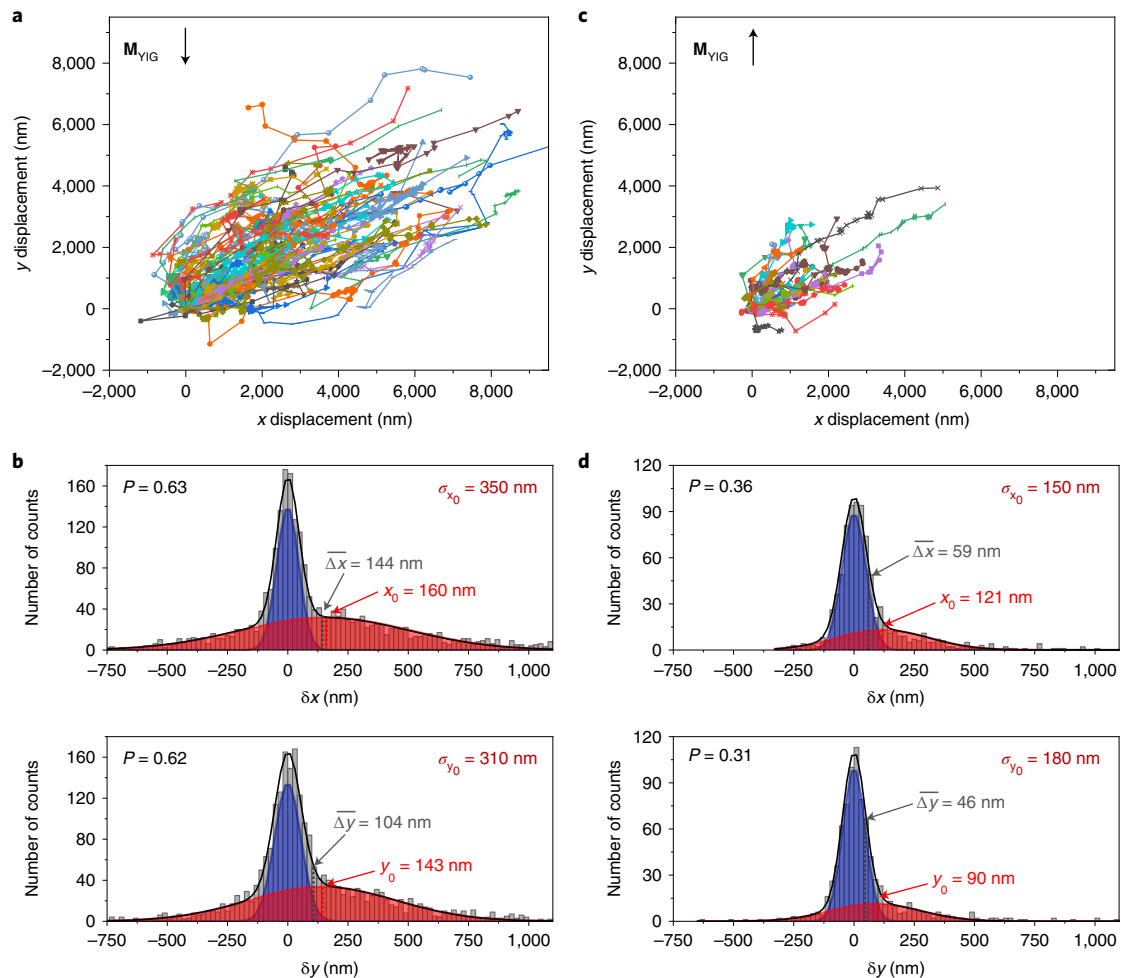 a
M_YIG
8,000
6,000
4,000
2,000
0
–2,000
y displacement (nm)
–2,000 0 2,000 4,000 6,000 8,000
x displacement (nm)
c
M_YIG
8,000
6,000
4,000
2,000
0
–2,000
y displacement (nm)
–2,000 0 2,000 4,000 6,000 8,000
x displacement (nm)
b
P = 0.63
σ_x₀ = 350 nm
Δx = 144 nm
x₀ = 160 nm
160
120
80
40
0
Number of counts
–750 –500 –250 0 250 500 750 1,000
δx (nm)
P = 0.62
σ_y₀ = 310 nm
Δy = 104 nm
y₀ = 143 nm
160
120
80
40
0
Number of counts
–750 –500 –250 0 250 500 750 1,000
δy (nm)
d
P = 0.36
σ_x₀ = 150 nm
Δx = 59 nm
x₀ = 121 nm
120
90
60
30
0
Number of counts
–750 –500 –250 0 250 500 750 1,000
δx (nm)
P = 0.31
σ_y₀ = 180 nm
Δy = 46 nm
y₀ = 90 nm
120
90
60
30
0
Number of counts
–750 –500 –250 0 250 500 750 1,000
δy (nm)